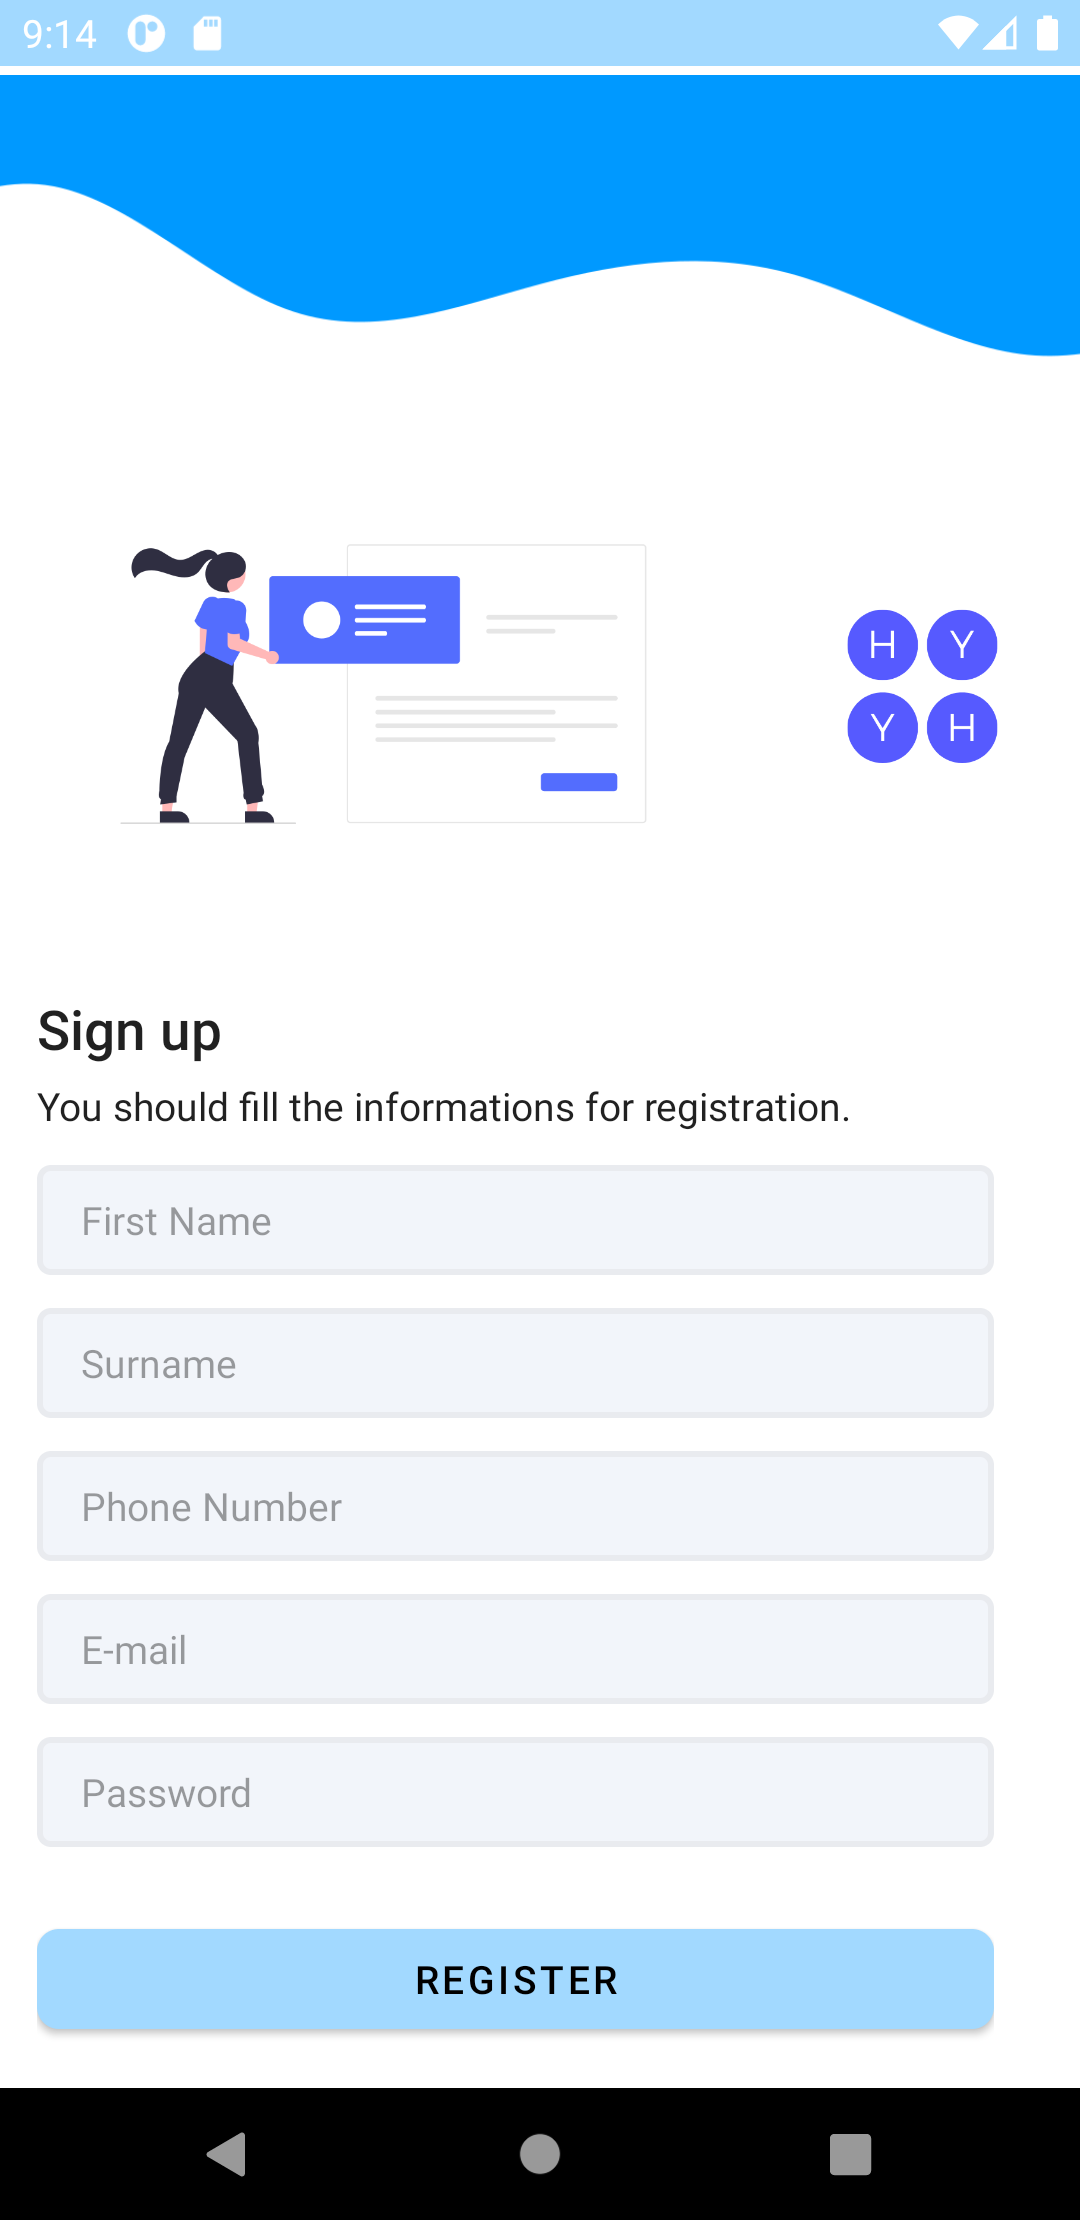 9:14
H Y
Y H
Sign up
You should fill the informations for registration.
First Name
Surname
Phone Number
E-mail
Password
REGISTER